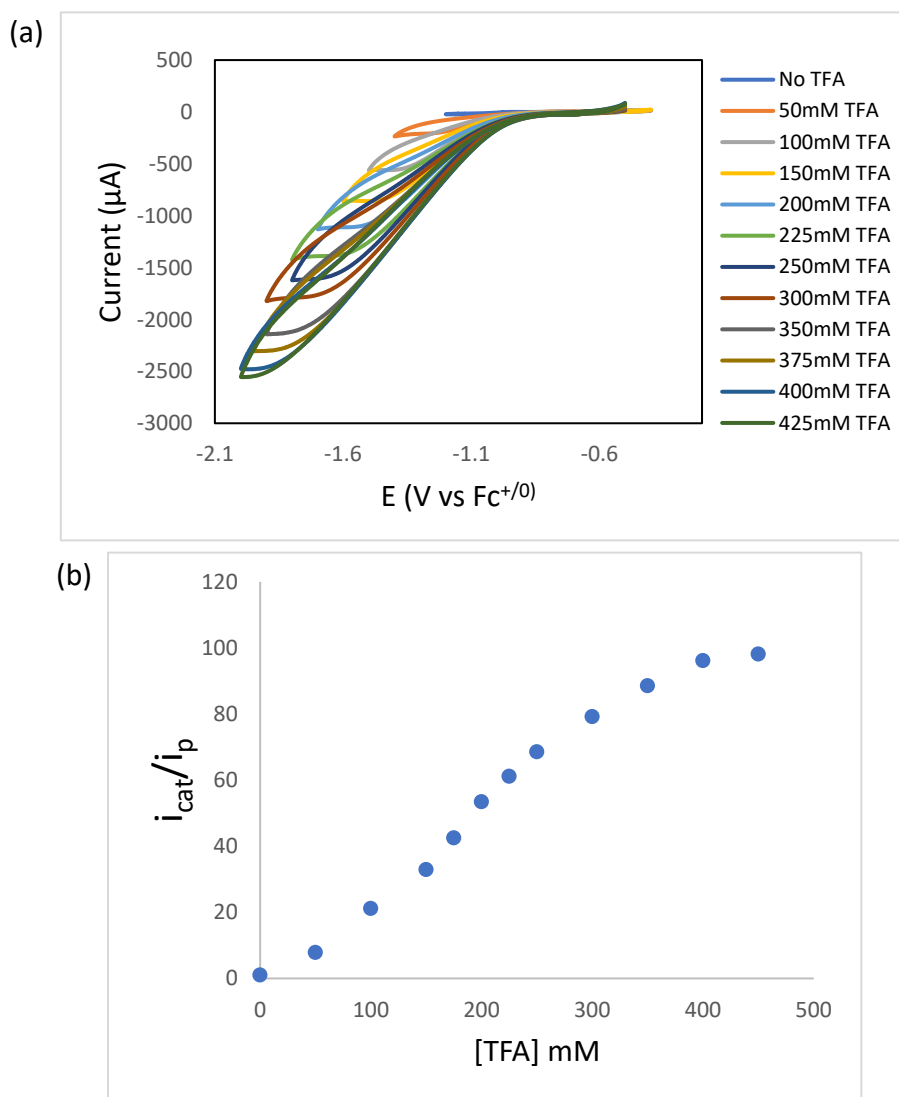 (a)
500
0
-500
-1000
-1500
-2000
-2500
-3000
Current (µA)
-2.1 -1.6 -1.1 -0.6
E (V vs Fc+/0)
No TFA
50mM TFA
100mM TFA
150mM TFA
200mM TFA
225mM TFA
250mM TFA
300mM TFA
350mM TFA
375mM TFA
400mM TFA
425mM TFA
(b)
120
100
80
60
40
20
0
icat/ip
0 100 200 300 400 500
[TFA] mM